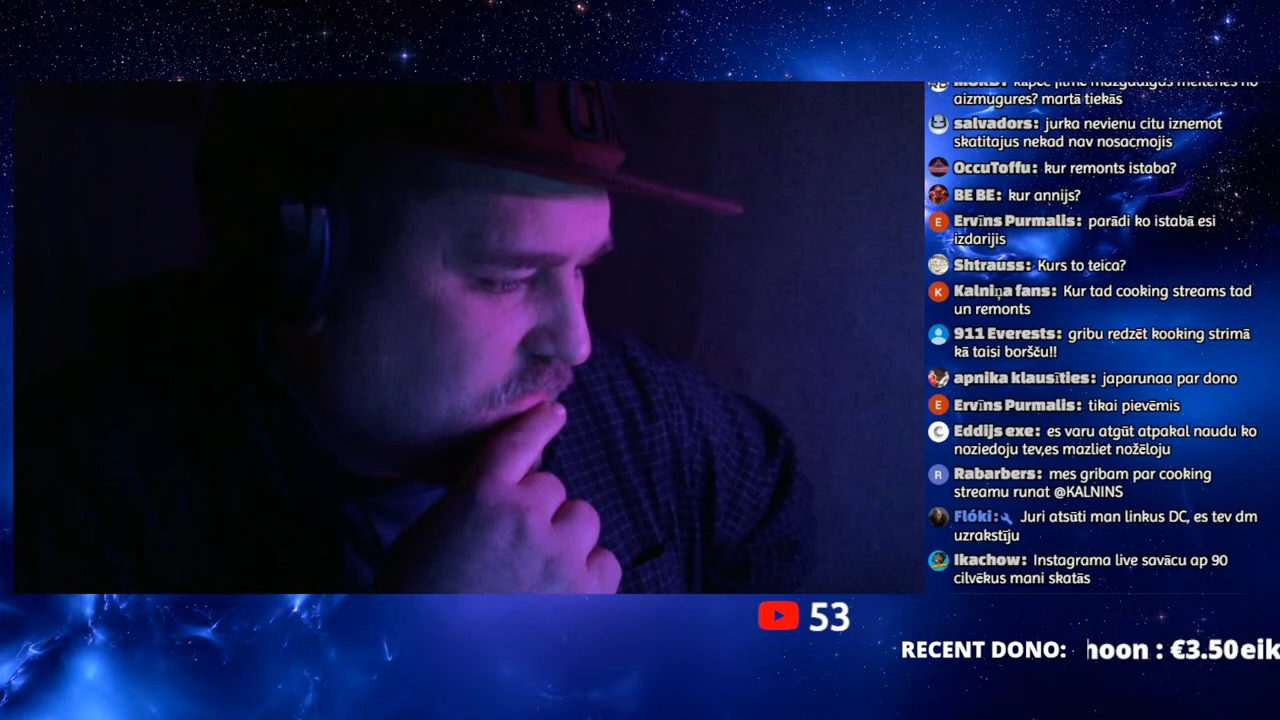 aizmugures? martā tiekās
salvadors: jurka nevienu citu iznemot
skatitajus nekad nav nosacmojis
OccuToffu: kur remonts istaba?
BE BE: kur annijs?
Ervīns Purmalis: parādi ko istabā esi
izdarijis
Shtrauss: Kurs to teica?
Kalniņa fans: Kur tad cooking streams tad
un remonts
911 Everests: gribu redzēt kooking strimā
kā taisi boršču!!
apnika klausīties: japarunaa par dono
Ervīns Purmalis: tikai pievēmis
Eddijs exe: es varu atgūt atpakal naudu ko
noziedoju tev,es mazliet nožēloju
Rabarbers: mes gribam par cooking
streamu runat @KALNINS
Flóki: Juri atsūti man linkus DC, es tev dm
uzrakstīju
Ikachow: Instagrama live savācu ap 90
cilvēkus mani skatās
53
RECENT DONO: hoon : €3.50 eik